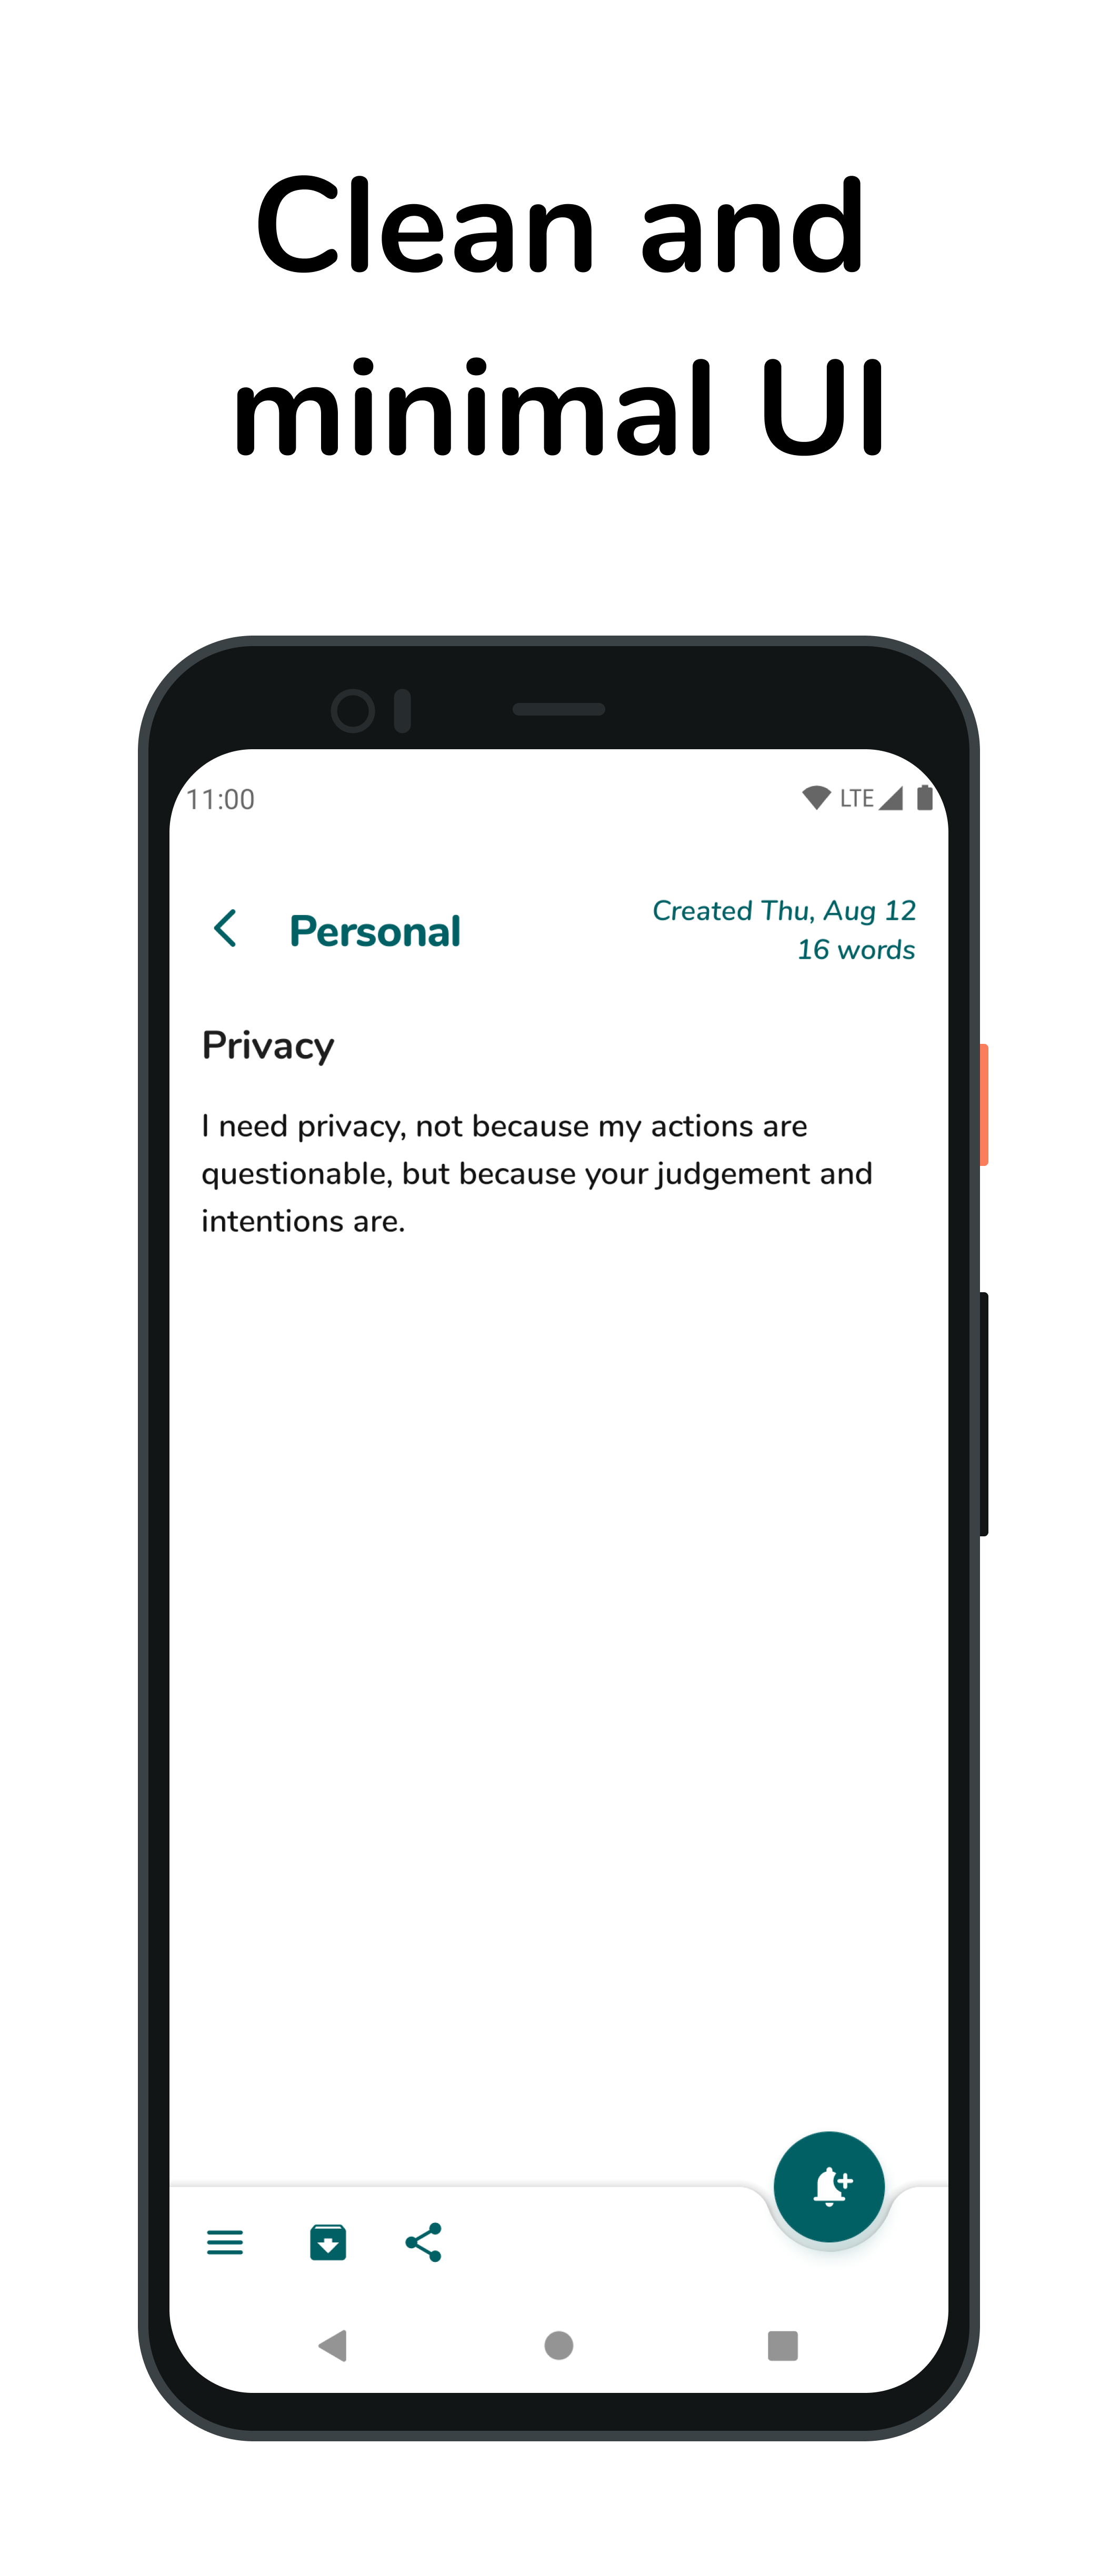 Clean and
minimal UI
11:00
LTE
Personal
Created Thu, Aug 12
16 words
Privacy
I need privacy, not because my actions are
questionable, but because your judgement and
intentions are.